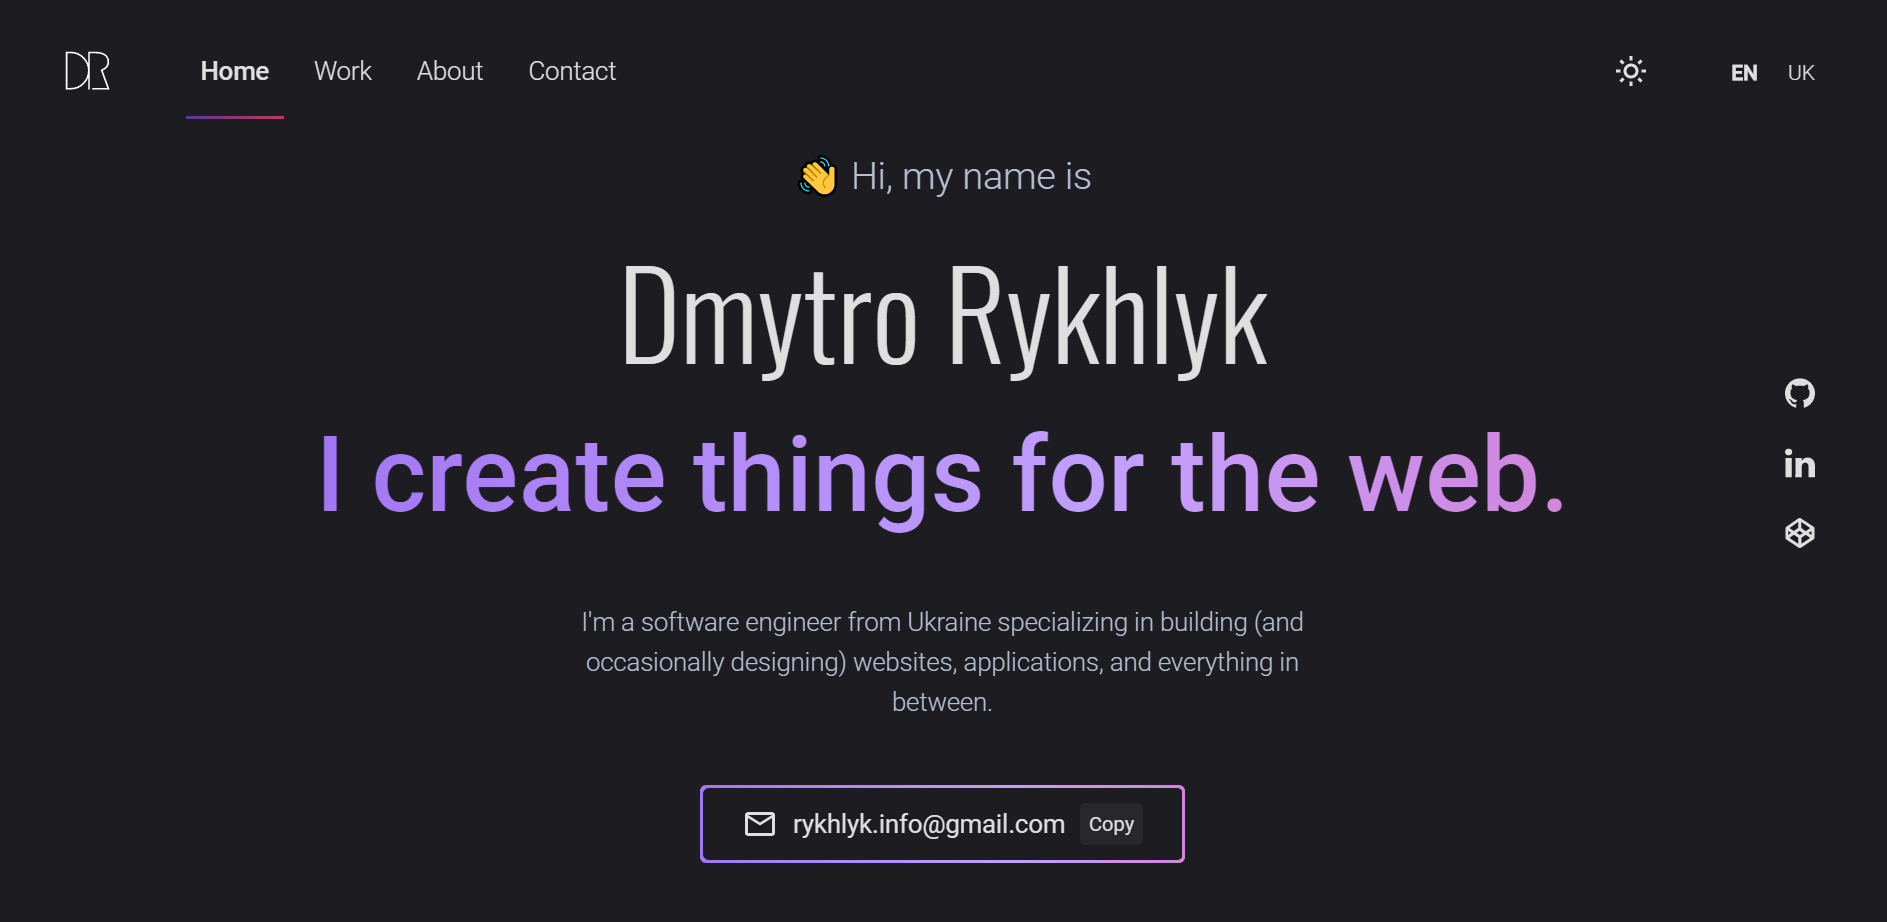 DR
Home Work About Contact EN UK
👋 Hi, my name is
Dmytro Rykhlyk
I create things for the web.
I'm a software engineer from Ukraine specializing in building (and
occasionally designing) websites, applications, and everything in
between.
rykhlyk.info@gmail.com Copy